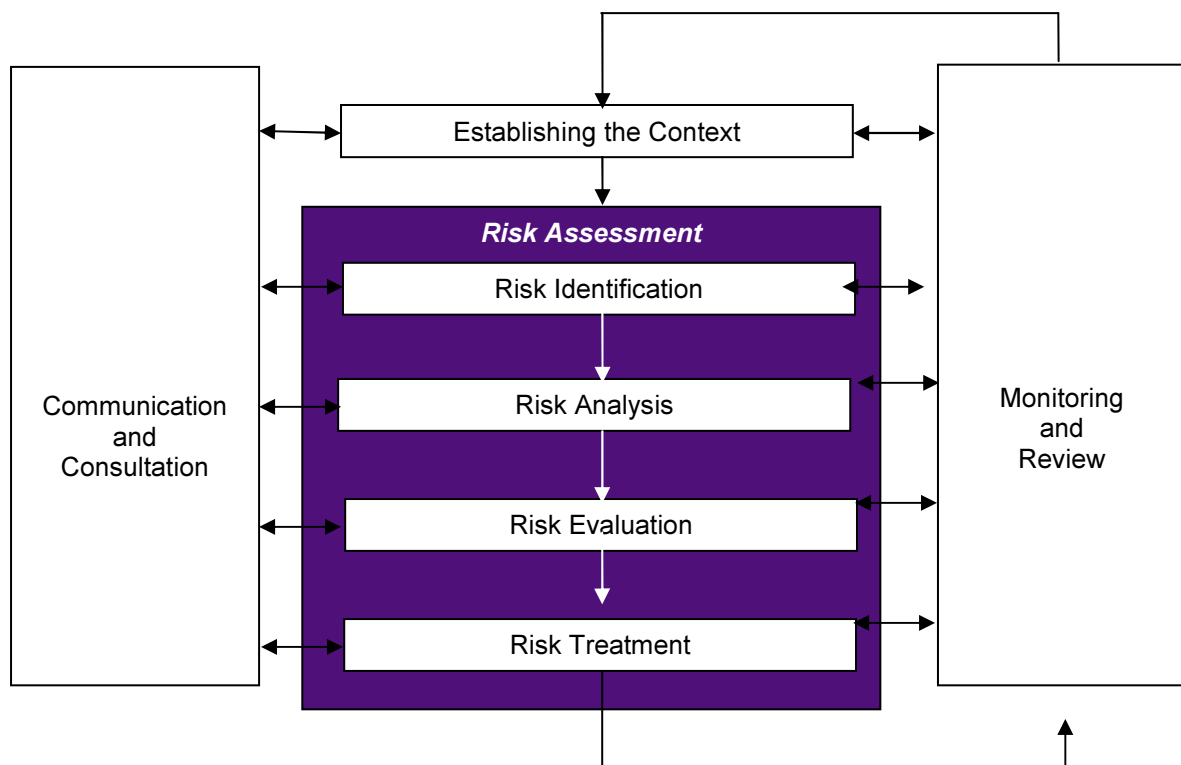 Establishing the Context
Risk Assessment
Risk Identification
Risk Analysis
Risk Evaluation
Risk Treatment
Communication
and
Consultation
Monitoring
and
Review